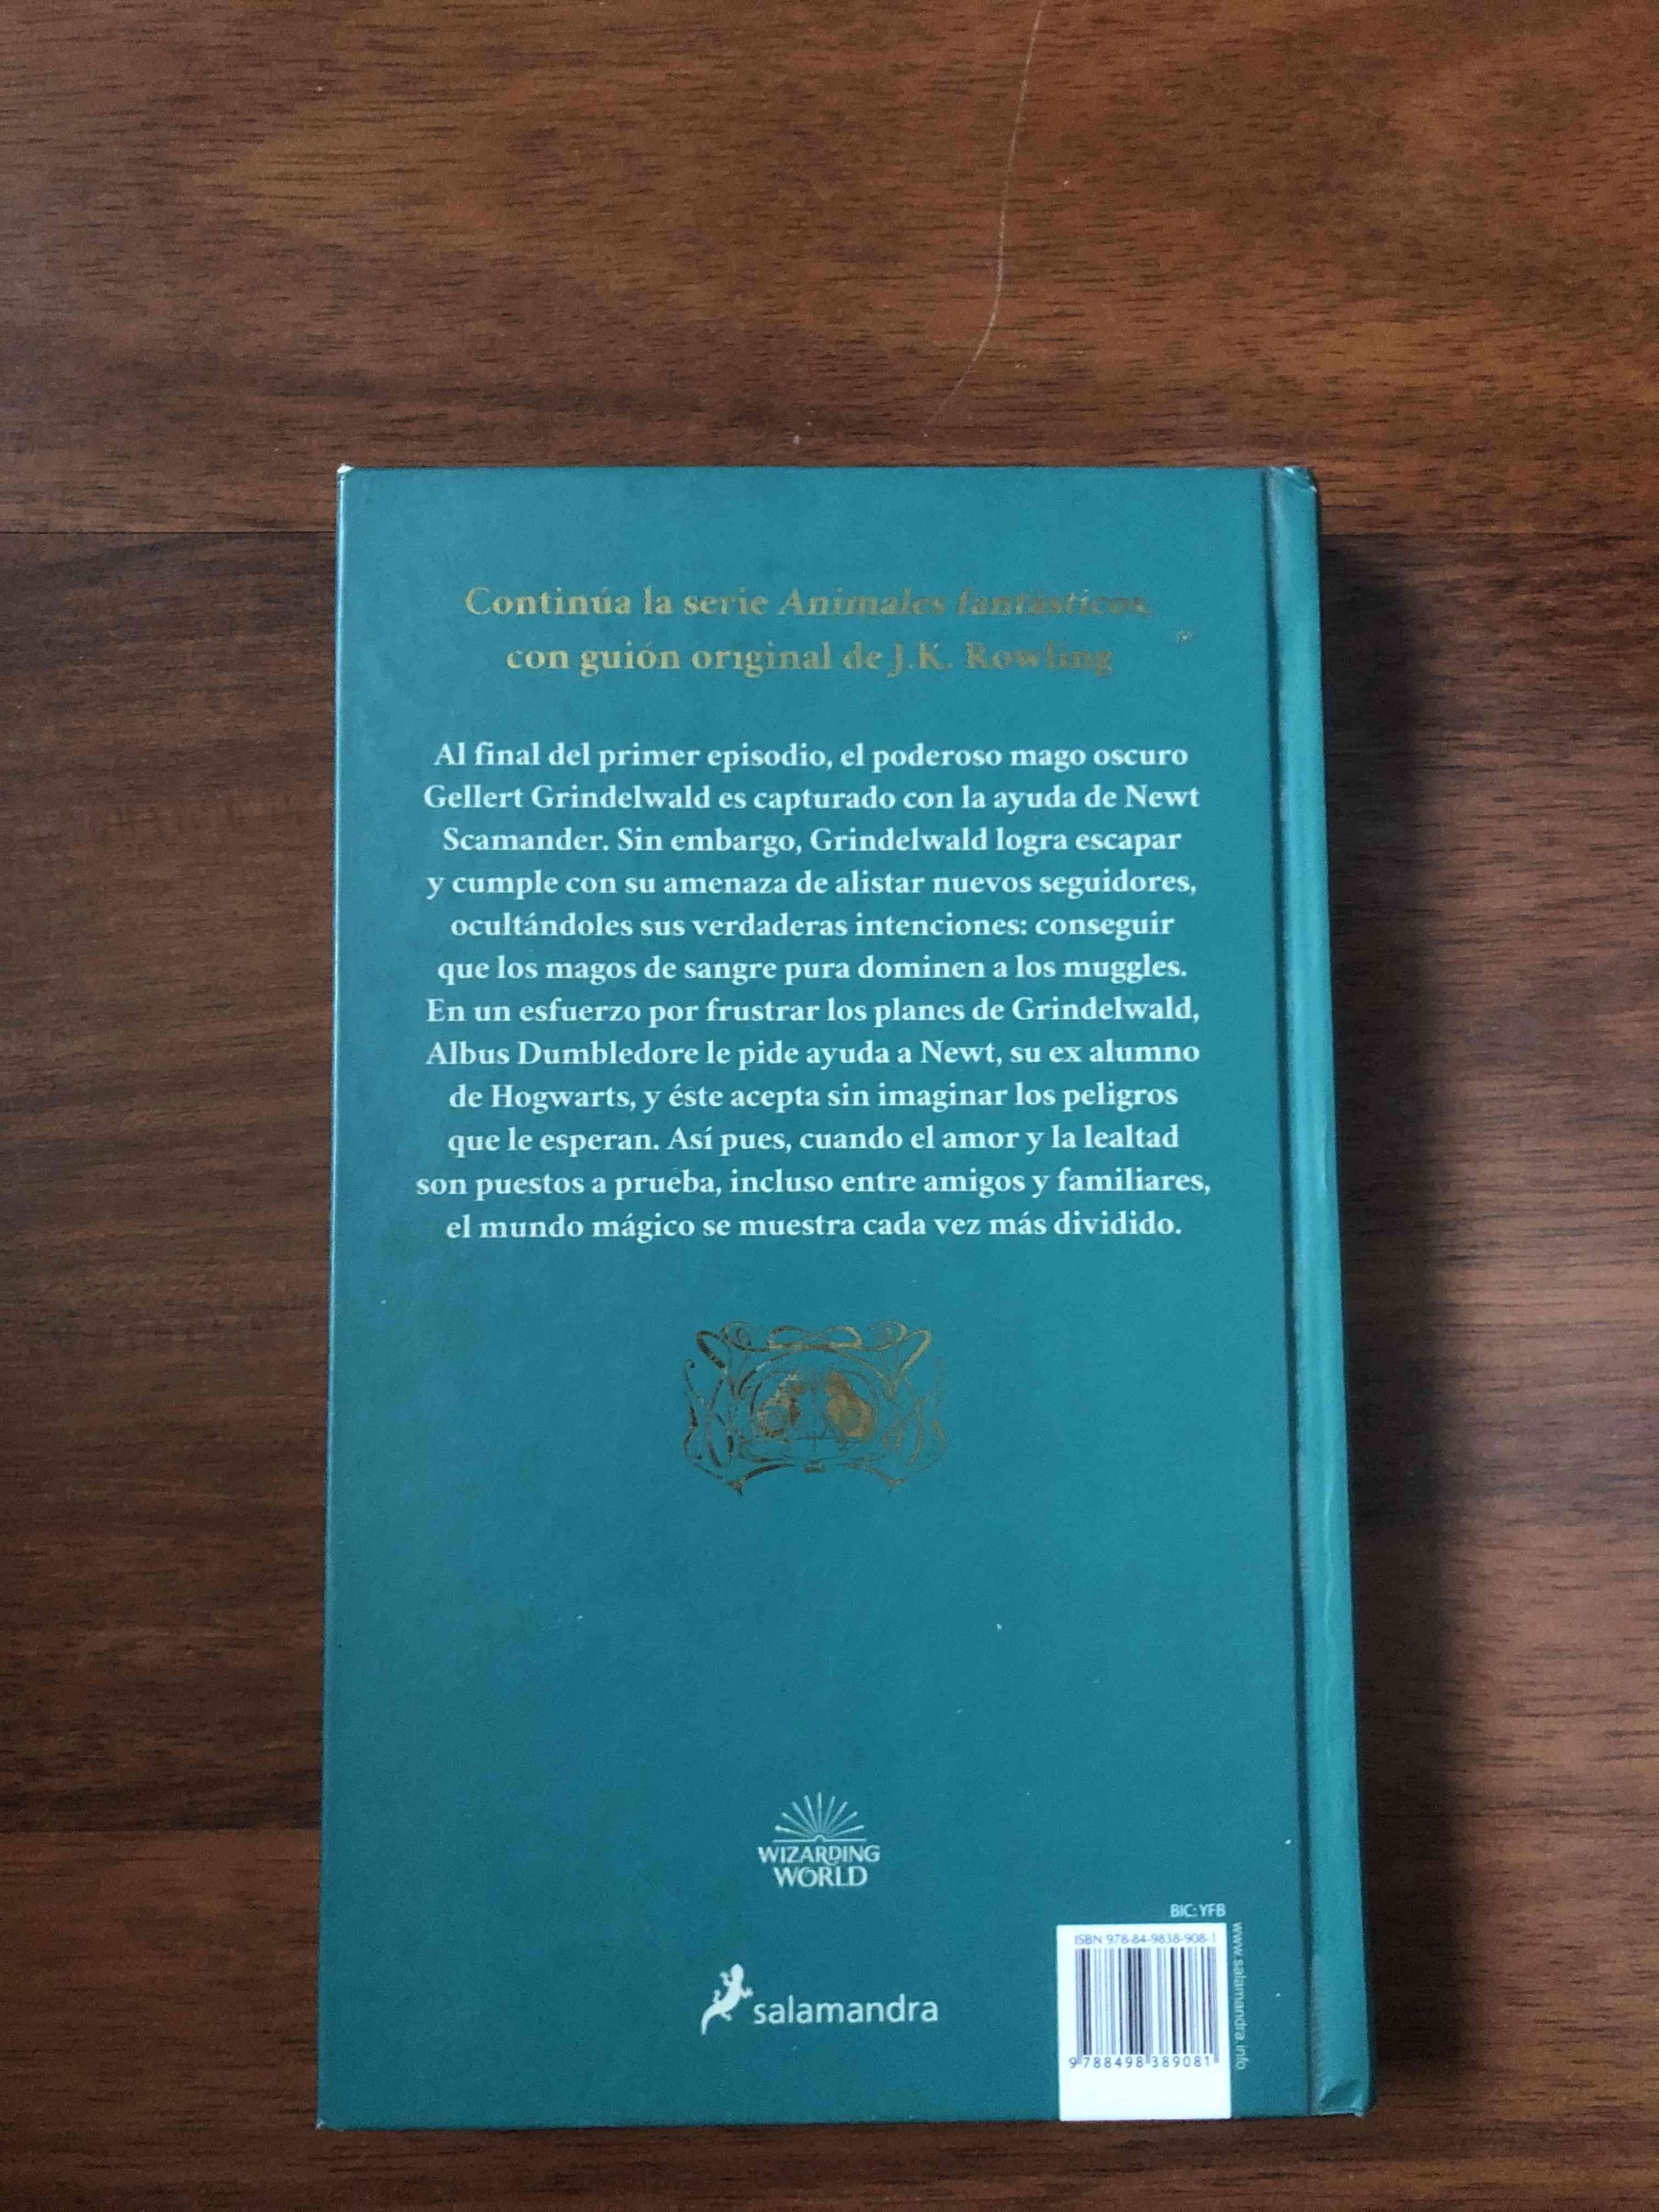 Continúa la serie Animales fantásticos,
con guión original de J.K. Rowling
Al final del primer episodio, el poderoso mago oscuro
Gellert Grindelwald es capturado con la ayuda de Newt
Scamander. Sin embargo, Grindelwald logra escapar
y cumple con su amenaza de alistar nuevos seguidores,
ocultándoles sus verdaderas intenciones: conseguir
que los magos de sangre pura dominen a los muggles.
En un esfuerzo por frustrar los planes de Grindelwald,
Albus Dumbledore le pide ayuda a Newt, su ex alumno
de Hogwarts, y éste acepta sin imaginar los peligros
que le esperan. Así pues, cuando el amor y la lealtad
son puestos a prueba, incluso entre amigos y familiares,
el mundo mágico se muestra cada vez más dividido.
WIZARDING
WORLD
salamandra
BIC: YFB
ISBN 978-84-9838-908-1
9 788498 389081
www.salamandra.info